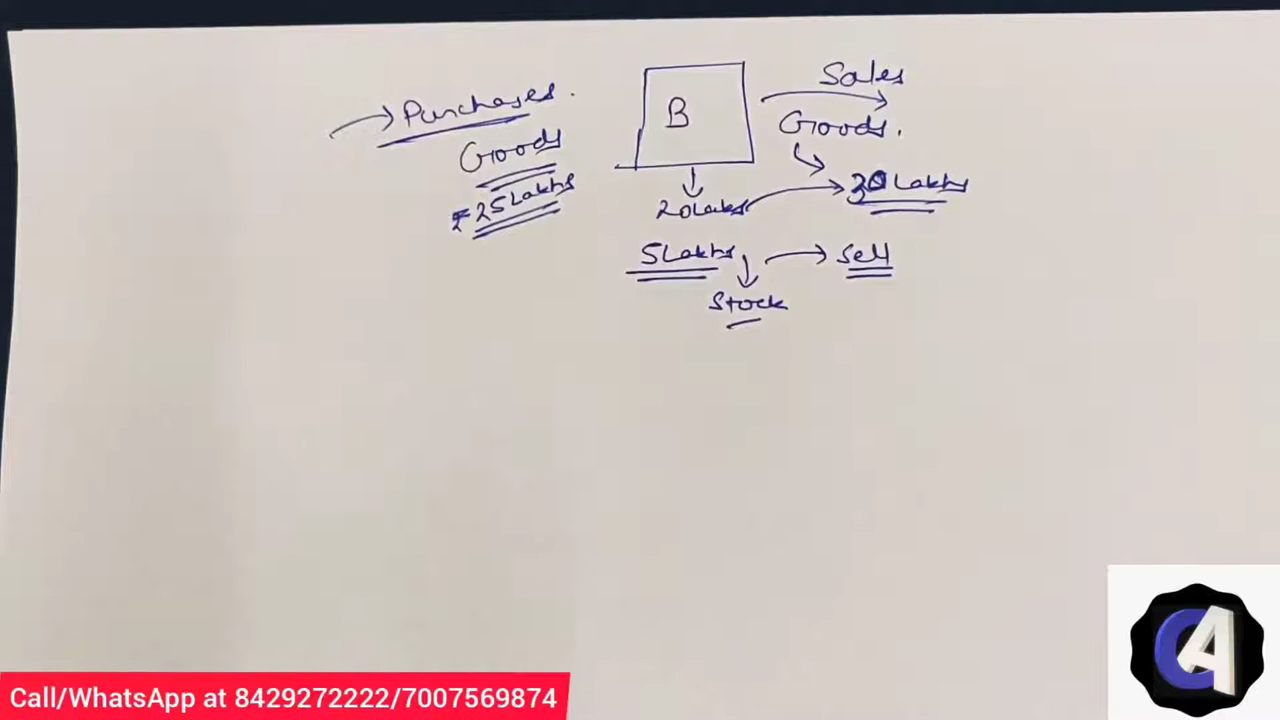 → Purchases.
Goods
₹ 25 Lakhs
B
Sales
Goods.
20 Lakhs
30 Lakhs
5 Lakhs
Sell
Stock
CA
Call/WhatsApp at 8429272222/7007569874